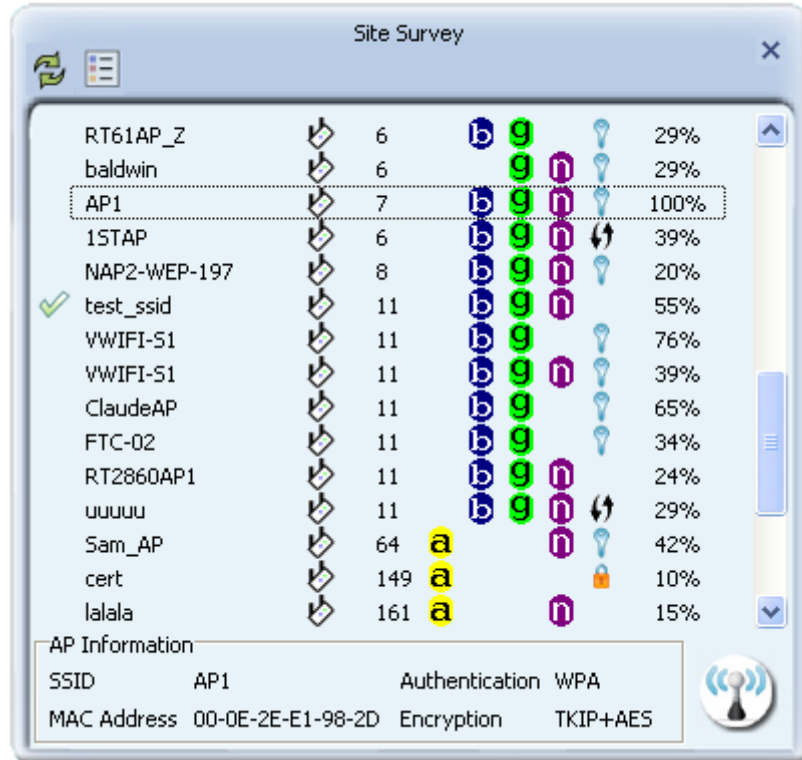 Site Survey
RT61AP_Z 6 b g 29%
baldwin 6 g n 29%
AP1 7 b g n 100%
1STAP 6 b g n 39%
NAP2-WEP-197 8 b g n 20%
test_ssid 11 b g n 55%
VWIFI-S1 11 b g 76%
VWIFI-S1 11 b g n 39%
ClaudeAP 11 b g 65%
FTC-02 11 b g 34%
RT2860AP1 11 b g n 24%
uuuuu 11 b g n 29%
Sam_AP 64 a n 42%
cert 149 a 10%
lalala 161 a n 15%
AP Information
SSID AP1 Authentication WPA
MAC Address 00-0E-2E-E1-98-2D Encryption TKIP+AES